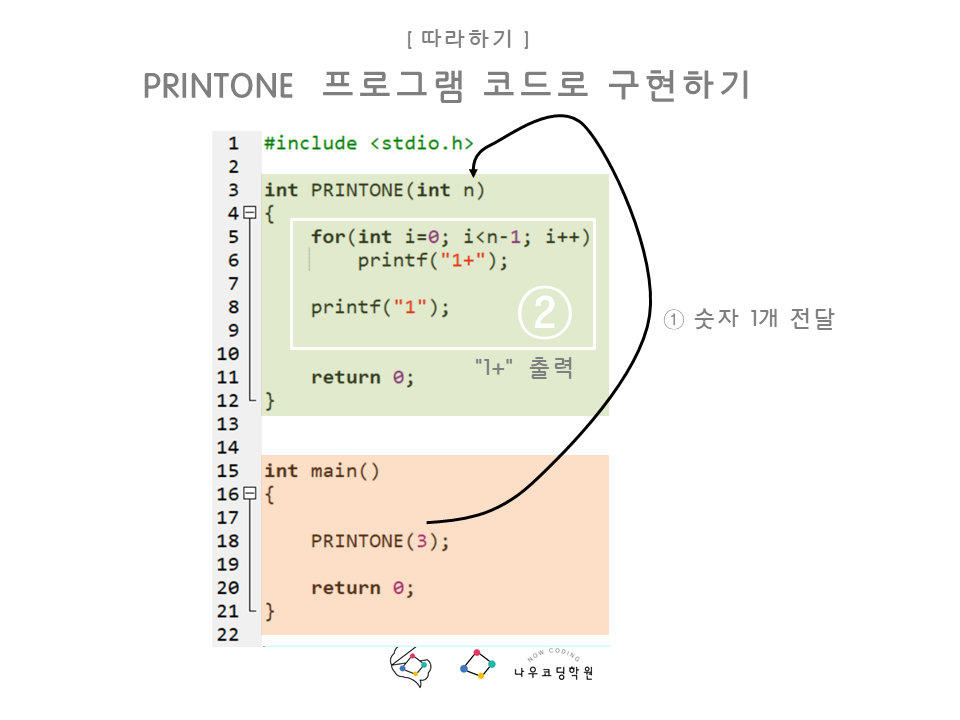 [ 따라하기 ]
PRINTONE 프로그램 코드로 구현하기
1 #include <stdio.h>
2
3 int PRINTONE(int n)
4 {
5 for(int i=0; i<n-1; i++)
6 printf("1+");
7
8 printf("1");
9
②
① 숫자 1개 전달
10
"1+" 출력
11 return 0;
12 }
13
14
15 int main()
16 {
17
18 PRINTONE(3);
19
20 return 0;
21 }
22
NOW CODING
나우코딩학원